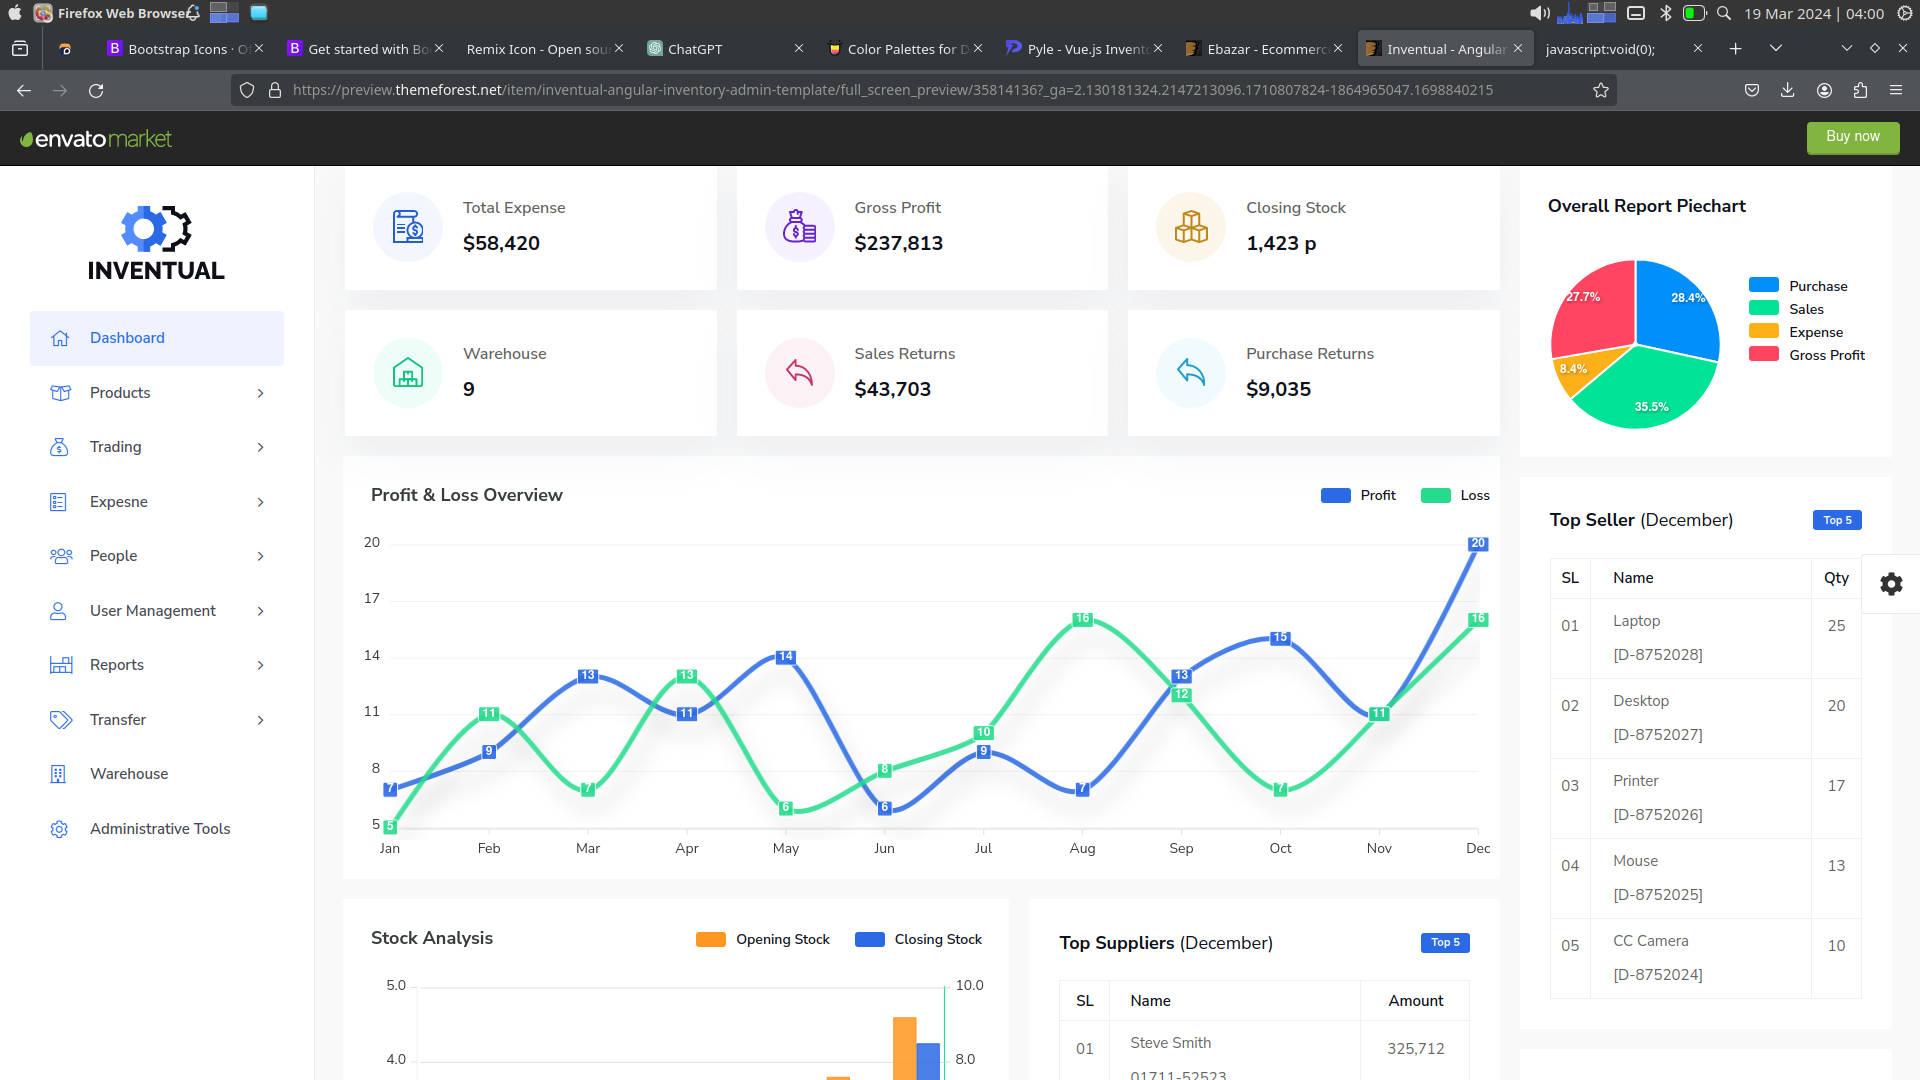 Firefox Web Browser
19 Mar 2024 | 04:00
Bootstrap Icons · O
Get started with Bo
Remix Icon - Open sou
ChatGPT
Color Palettes for D
Pyle - Vue.js Invent
Ebazar - Ecommerc
Inventual - Angular
javascript:void(0);
https://preview.themeforest.net/item/inventual-angular-inventory-admin-template/full_screen_preview/35814136?_ga=2.130181324.2147213096.1710807824-1864965047.1698840215
envato market
Buy now
INVENTUAL
Dashboard
Products
Trading
Expesne
People
User Management
Reports
Transfer
Warehouse
Administrative Tools
Total Expense
$58,420
Gross Profit
$237,813
Closing Stock
1,423 p
Warehouse
9
Sales Returns
$43,703
Purchase Returns
$9,035
Overall Report Piechart
27.7%
28.4%
8.4%
35.5%
Purchase
Sales
Expense
Gross Profit
Profit & Loss Overview
Profit
Loss
20
17
14
11
8
5
7 9 13 11 14 6 9 7 13 15 11 20
5 11 7 13 6 8 10 16 12 7 11 16
Jan Feb Mar Apr May Jun Jul Aug Sep Oct Nov Dec
Top Seller (December)
Top 5
SL Name Qty
01 Laptop 25
[D-8752028]
02 Desktop 20
[D-8752027]
03 Printer 17
[D-8752026]
04 Mouse 13
[D-8752025]
05 CC Camera 10
[D-8752024]
Stock Analysis
Opening Stock
Closing Stock
5.0
10.0
4.0
8.0
Top Suppliers (December)
Top 5
SL Name Amount
01 Steve Smith 325,712
01711-52523